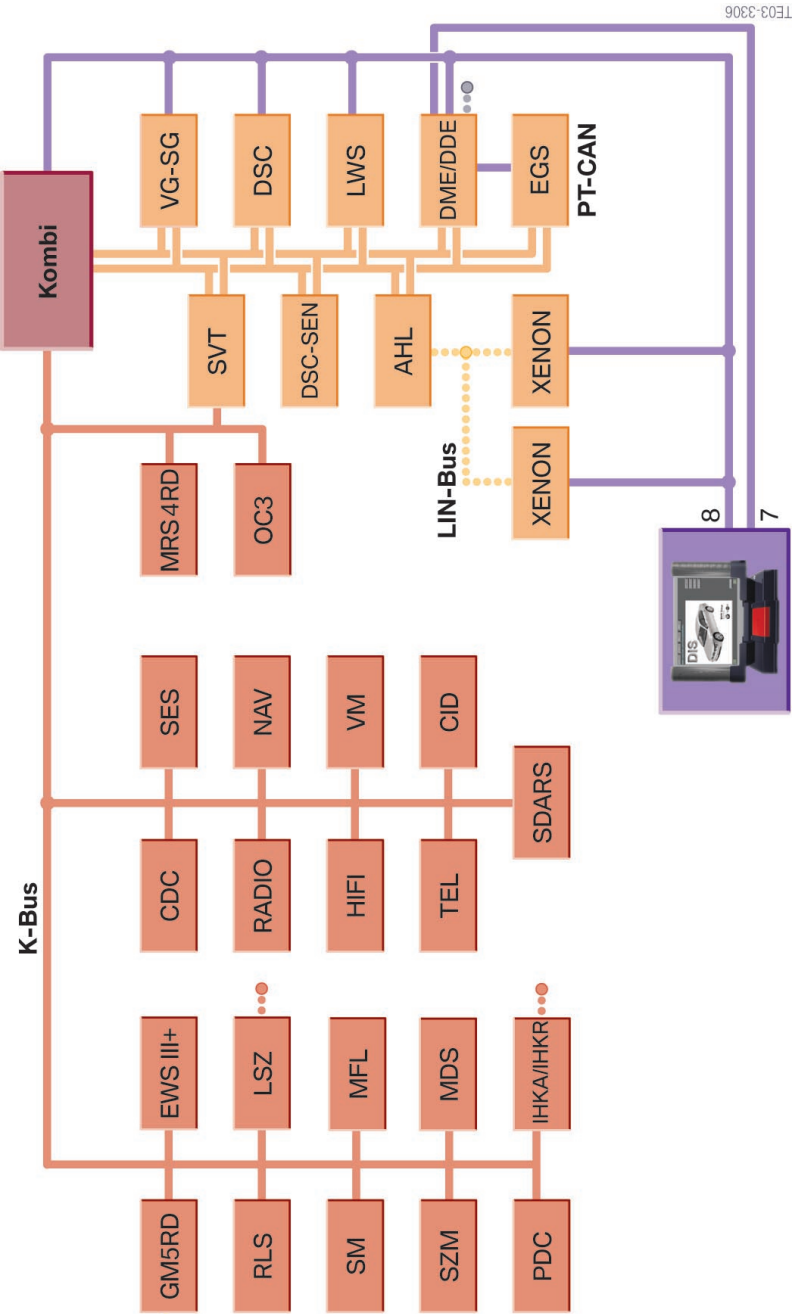 TE03-3306
Kombi
K-Bus
VG-SG
DSC
LWS
DME/DDE
EGS
PT-CAN
SVT
DSC-SEN
AHL
XENON
LIN-Bus
XENON
MRS4RD
OC3
8
7
DIS
SES
NAV
VM
CID
SDARS
CDC
RADIO
HIFI
TEL
EWS III+
LSZ
MFL
MDS
IHKA/IHKR
GM5RD
RLS
SM
SZM
PDC